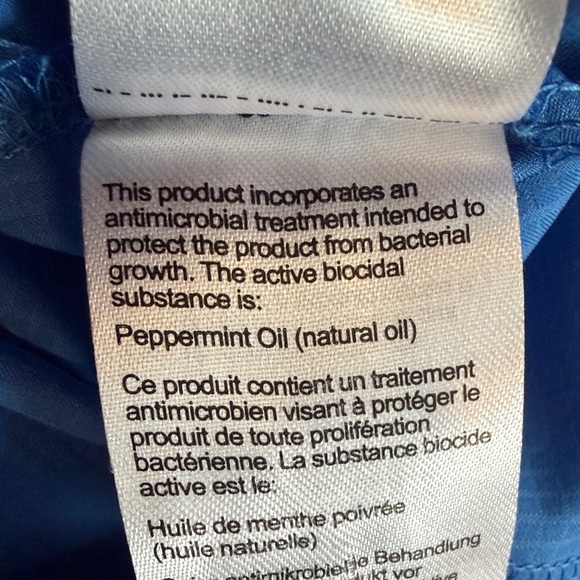 This product incorporates an
antimicrobial treatment intended to
protect the product from bacterial
growth. The active biocidal
substance is:
Peppermint Oil (natural oil)
Ce produit contient un traitement
antimicrobien visant à protéger le
produit de toute prolifération
bactérienne. La substance biocide
active est le:
Huile de menthe poivrée
(huile naturelle)
Behandlung
vor